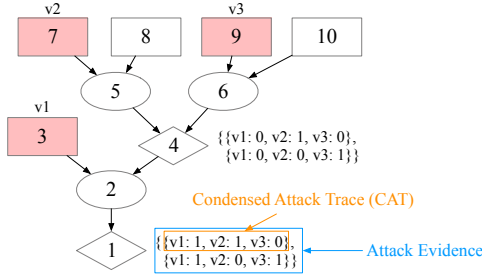 v2
v3
7
8
9
10
v1
5
6
3
4
{{v1: 0, v2: 1, v3: 0},
{v1: 0, v2: 0, v3: 1}}
2
Condensed Attack Trace (CAT)
1
{{v1: 1, v2: 1, v3: 0},
{v1: 1, v2: 0, v3: 1}}
Attack Evidence